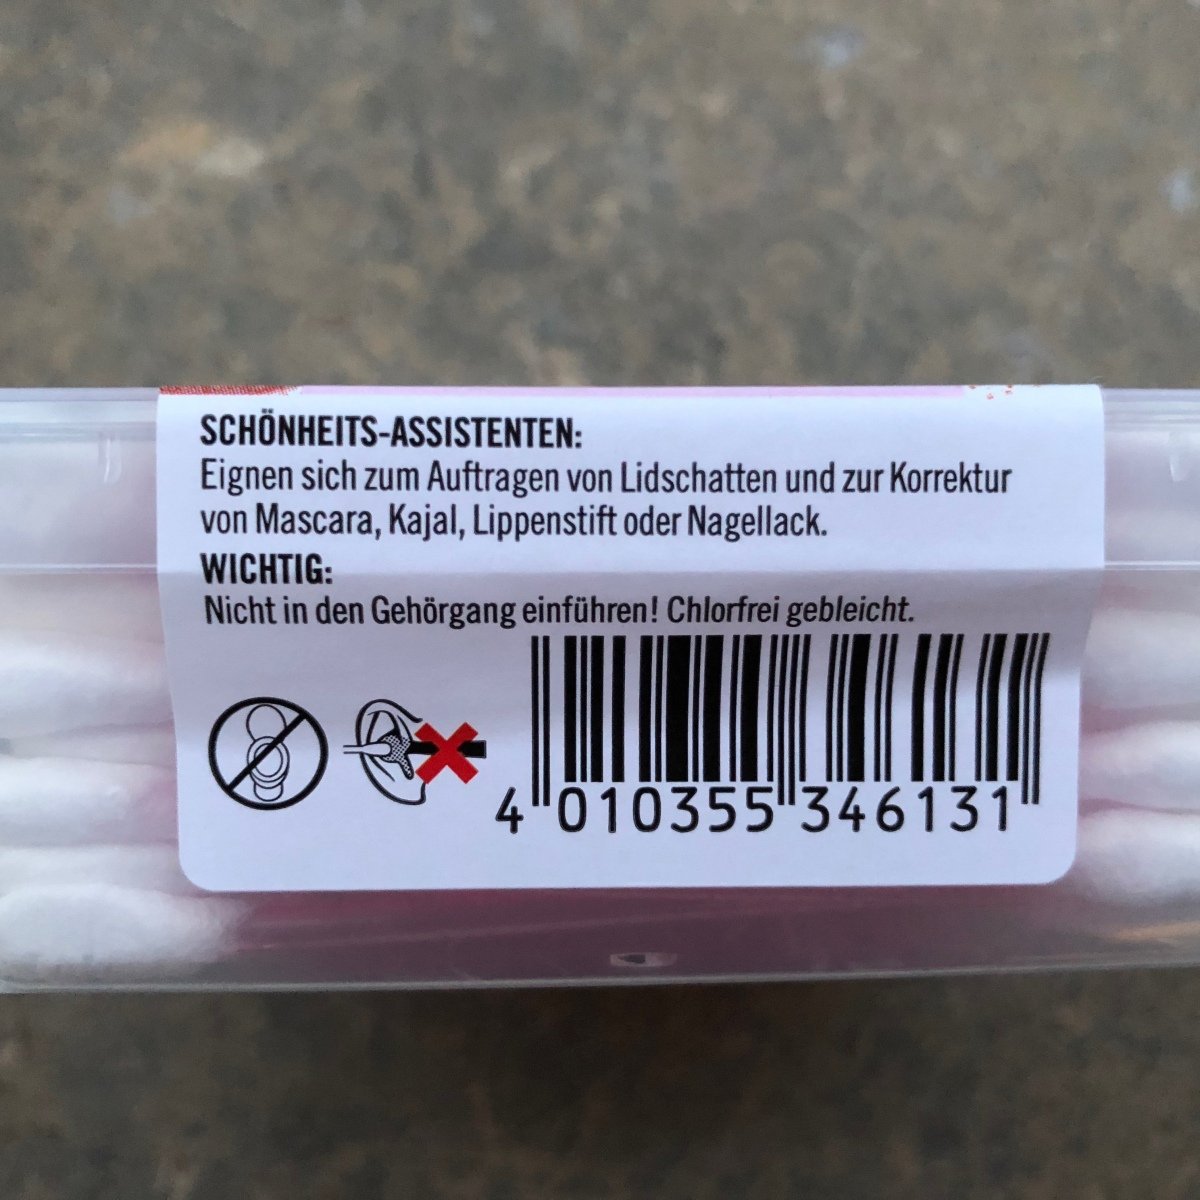 SCHÖNHEITS-ASSISTENTEN:
Eignen sich zum Auftragen von Lidschatten und zur Korrektur
von Mascara, Kajal, Lippenstift oder Nagellack.
WICHTIG:
Nicht in den Gehörgang einführen! Chlorfrei gebleicht.
4 010355 346131